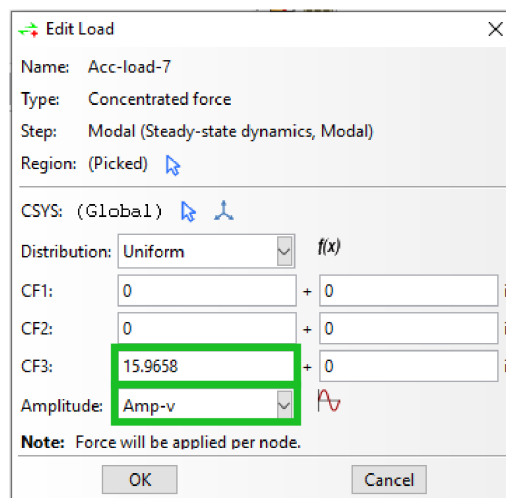 Edit Load
Name: Acc-load-7
Type: Concentrated force
Step: Modal (Steady-state dynamics, Modal)
Region: (Picked)
CSYS: (Global)
Distribution: Uniform f(x)
CF1: 0 + 0 i
CF2: 0 + 0 i
CF3: 15.9658 + 0 i
Amplitude: Amp-v
Note: Force will be applied per node.
OK Cancel